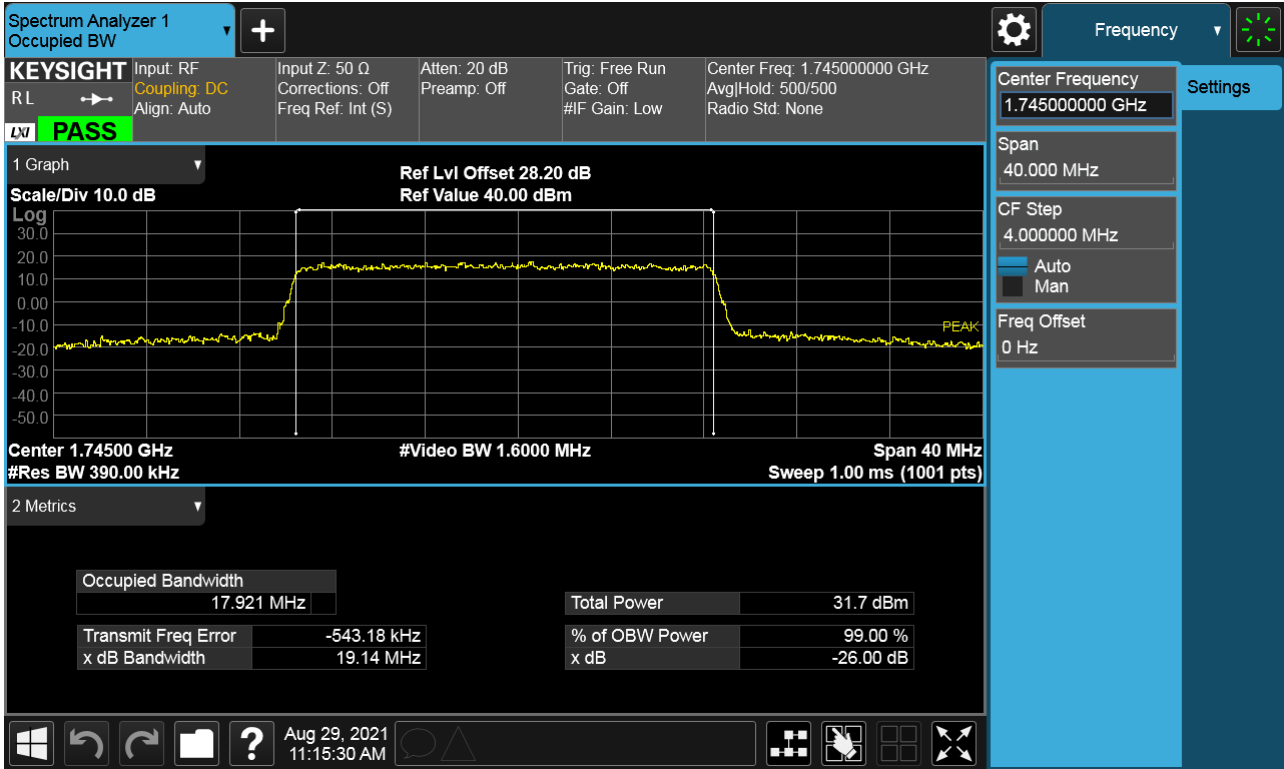 Spectrum Analyzer 1
Occupied BW
Frequency
KEYSIGHT
R L
LXI
PASS
Input: RF
Coupling: DC
Align: Auto
Input Z: 50 Ω
Corrections: Off
Freq Ref: Int (S)
Atten: 20 dB
Preamp: Off
Trig: Free Run
Gate: Off
#IF Gain: Low
Center Freq: 1.745000000 GHz
Avg|Hold: 500/500
Radio Std: None
1 Graph
Scale/Div 10.0 dB
Ref Lvl Offset 28.20 dB
Ref Value 40.00 dBm
Log
30.0
20.0
10.0
0.00
-10.0
-20.0
-30.0
-40.0
-50.0
PEAK
Center 1.74500 GHz
#Video BW 1.6000 MHz
Span 40 MHz
#Res BW 390.00 kHz
Sweep 1.00 ms (1001 pts)
2 Metrics
Occupied Bandwidth
17.921 MHz
Total Power 31.7 dBm
Transmit Freq Error -543.18 kHz
% of OBW Power 99.00 %
x dB Bandwidth 19.14 MHz
x dB -26.00 dB
Center Frequency
1.745000000 GHz
Span
40.000 MHz
CF Step
4.000000 MHz
Auto
Man
Freq Offset
0 Hz
Settings
?
Aug 29, 2021
11:15:30 AM